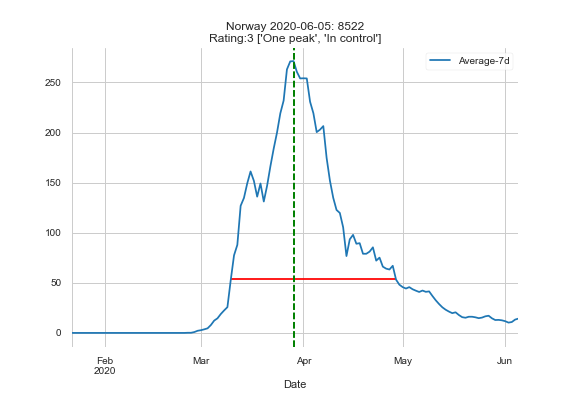 Norway 2020-06-05: 8522
Rating:3 ['One peak', 'In control']
Average-7d
250
200
150
100
50
0
Feb
2020
Mar
Apr
May
Jun
Date